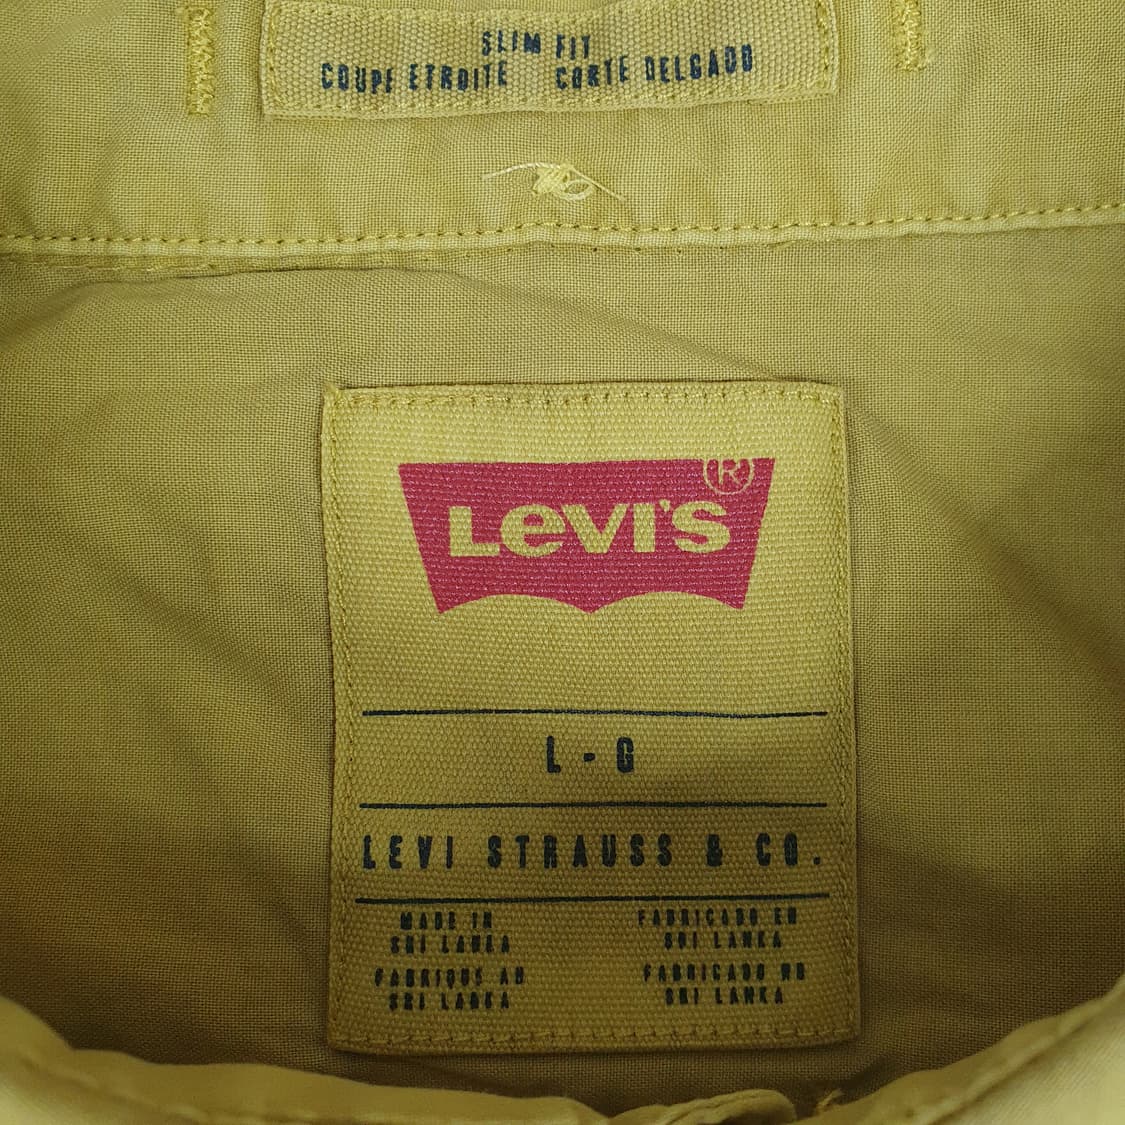 SLIM FIT
COUPE ETROITE CORTE DELGADO
LEVI'S®
L - G
LEVI STRAUSS & CO.
MADE IN
SRI LANKA
FABRICADO EN
SRI LANKA
FABRIQUE AU
SRI LANKA
FABRICADO NO
SRI LANKA